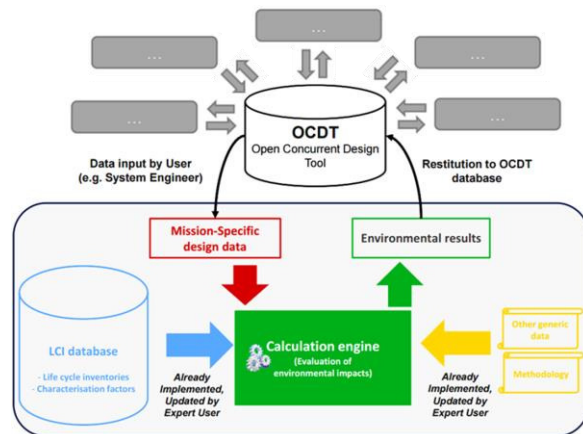 ...
...
...
...
...
OCDT
Open Concurrent Design
Tool
Data input by User
(e.g. System Engineer)
Restitution to OCDT
database
Mission-Specific
design data
Environmental results
LCI database
- Life cycle inventories
- Characterisation factors
Already
Implemented,
Updated by
Expert User
Calculation engine
(Evaluation of
environmental impacts)
Already
Implemented,
Updated by
Expert User
Other generic
data
Methodology